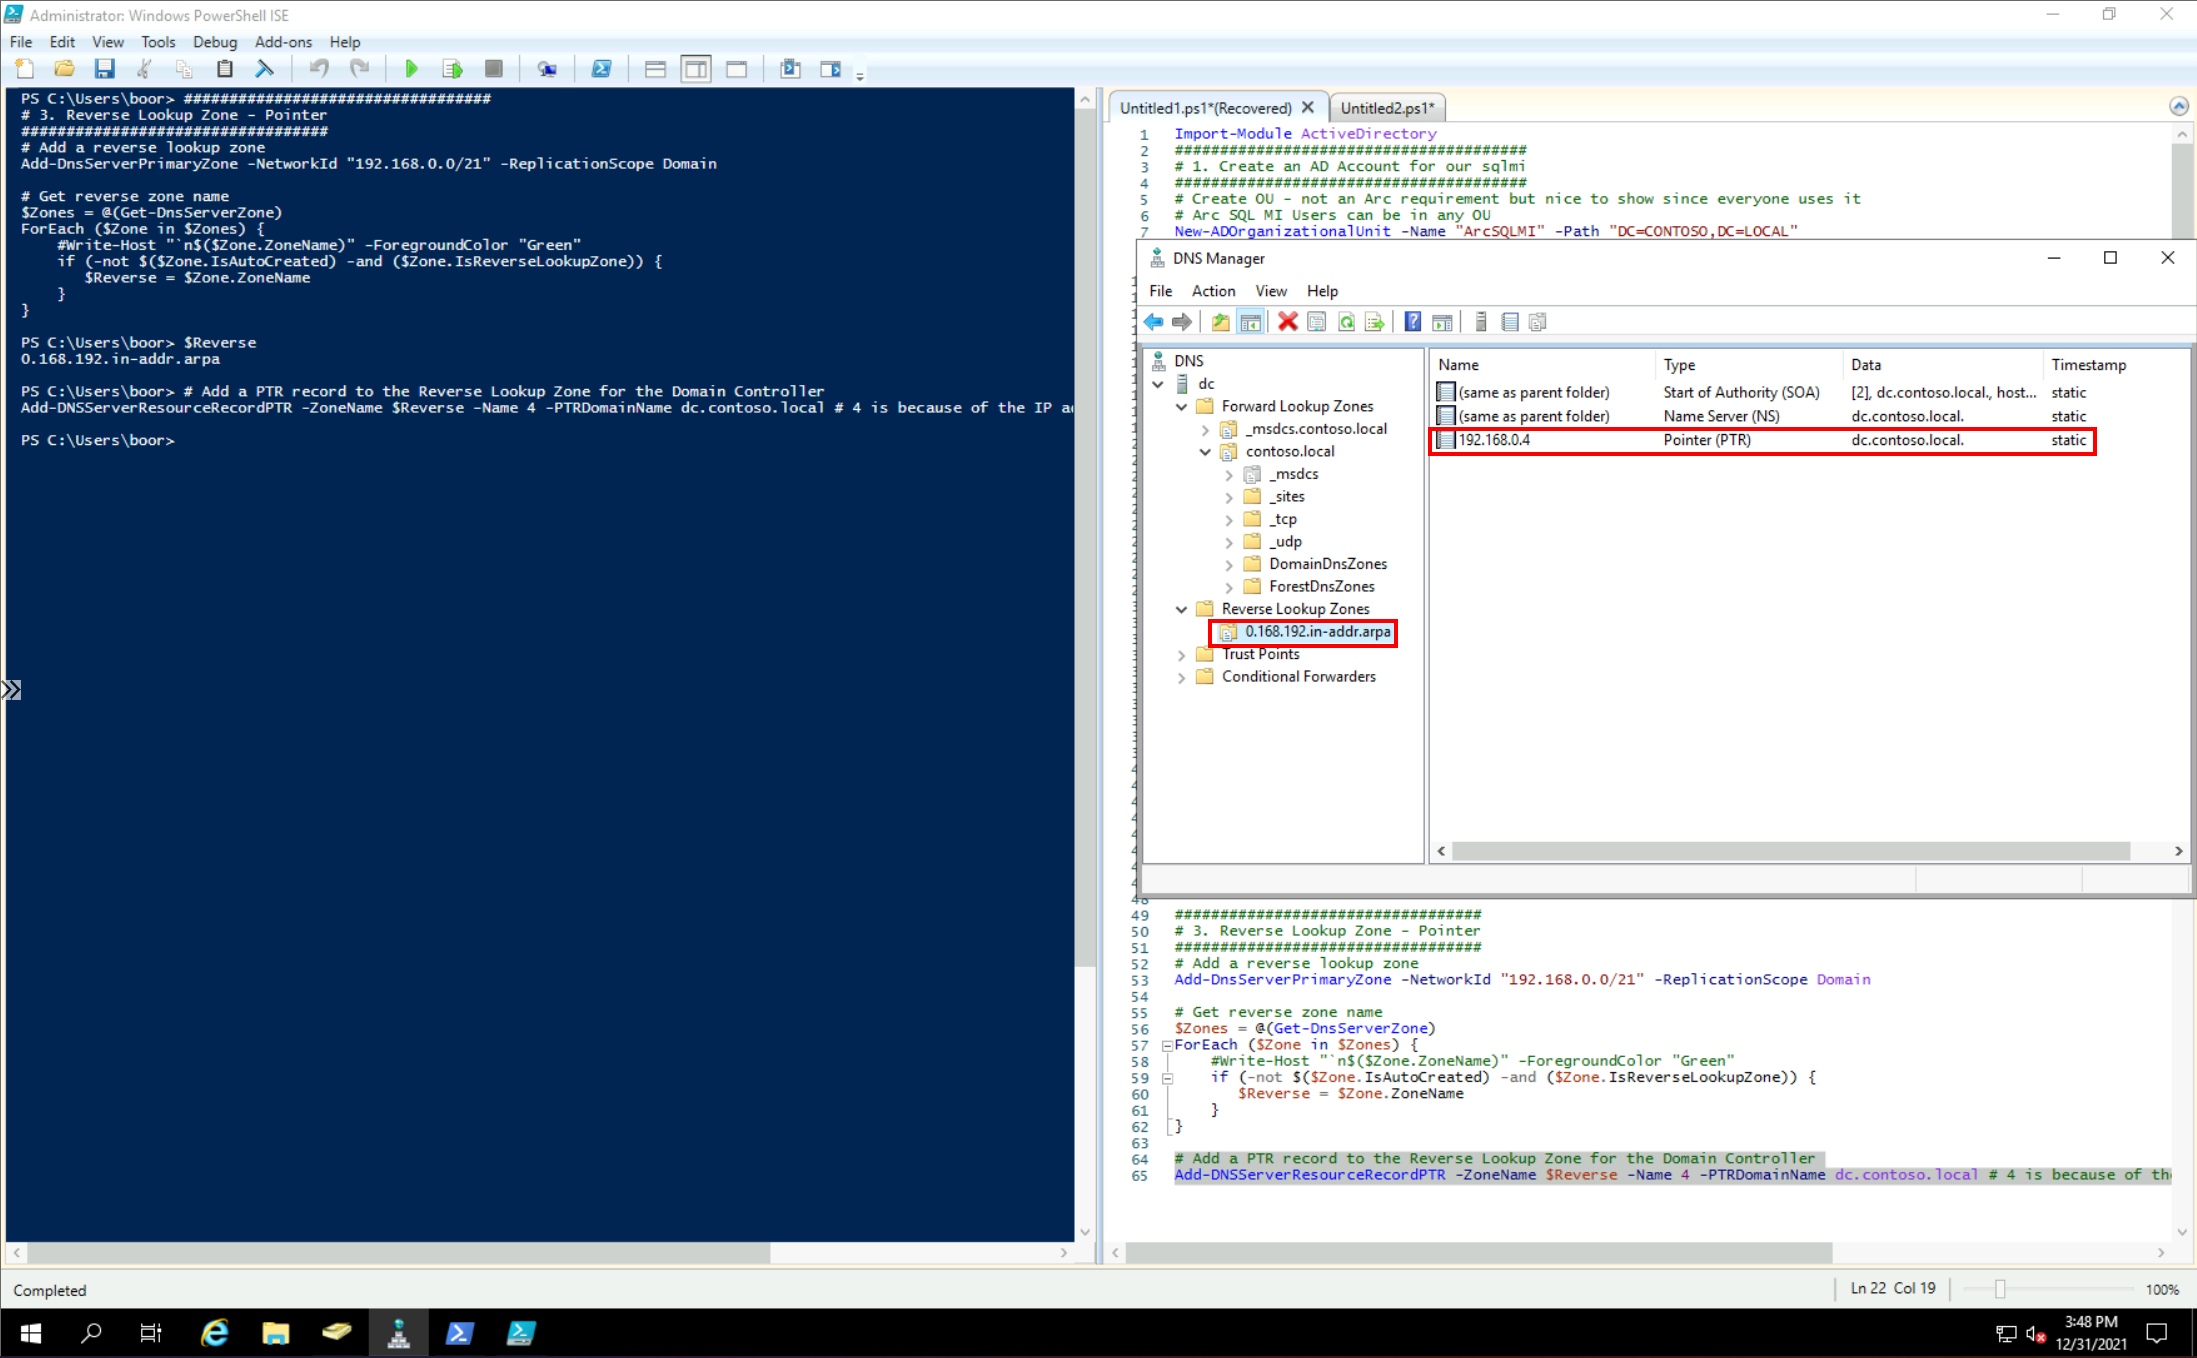 Administrator: Windows PowerShell ISE
File Edit View Tools Debug Add-ons Help
PS C:\Users\boor> ##################################
# 3. Reverse Lookup Zone - Pointer
##################################
# Add a reverse lookup zone
Add-DnsServerPrimaryZone -NetworkId "192.168.0.0/21" -ReplicationScope Domain
# Get reverse zone name
$Zones = @(Get-DnsServerZone)
ForEach ($Zone in $Zones) {
#Write-Host "`n$($Zone.ZoneName)" -ForegroundColor "Green"
if (-not $($Zone.IsAutoCreated) -and ($Zone.IsReverseLookupZone)) {
$Reverse = $Zone.ZoneName
}
}
PS C:\Users\boor> $Reverse
0.168.192.in-addr.arpa
PS C:\Users\boor> # Add a PTR record to the Reverse Lookup Zone for the Domain Controller
Add-DNSServerResourceRecordPTR -ZoneName $Reverse -Name 4 -PTRDomainName dc.contoso.local # 4 is because of the IP
PS C:\Users\boor>
Untitled1.ps1*(Recovered) Untitled2.ps1*
1 Import-Module ActiveDirectory
2 #######################################
3 # 1. Create an AD Account for our sqlmi
4 #######################################
5 # Create OU - not an Arc requirement but nice to show since everyone uses it
6 # Arc SQL MI Users can be in any OU
7 New-ADOrganizationalUnit -Name "ArcSQLMI" -Path "DC=CONTOSO,DC=LOCAL"
DNS Manager
File Action View Help
DNS
dc
Forward Lookup Zones
_msdcs.contoso.local
contoso.local
_msdcs
_sites
_tcp
_udp
DomainDnsZones
ForestDnsZones
Reverse Lookup Zones
0.168.192.in-addr.arpa
Trust Points
Conditional Forwarders
Name Type Data Timestamp
(same as parent folder) Start of Authority (SOA) [2], dc.contoso.local., host... static
(same as parent folder) Name Server (NS) dc.contoso.local. static
192.168.0.4 Pointer (PTR) dc.contoso.local. static
49 ##################################
50 # 3. Reverse Lookup Zone - Pointer
51 ##################################
52 # Add a reverse lookup zone
53 Add-DnsServerPrimaryZone -NetworkId "192.168.0.0/21" -ReplicationScope Domain
54
55 # Get reverse zone name
56 $Zones = @(Get-DnsServerZone)
57 ForEach ($Zone in $Zones) {
58 #Write-Host "`n$($Zone.ZoneName)" -ForegroundColor "Green"
59 if (-not $($Zone.IsAutoCreated) -and ($Zone.IsReverseLookupZone)) {
60 $Reverse = $Zone.ZoneName
61 }
62 }
63
64 # Add a PTR record to the Reverse Lookup Zone for the Domain Controller
65 Add-DNSServerResourceRecordPTR -ZoneName $Reverse -Name 4 -PTRDomainName dc.contoso.local # 4 is because of
Completed
Ln 22 Col 19
100%
3:48 PM
12/31/2021